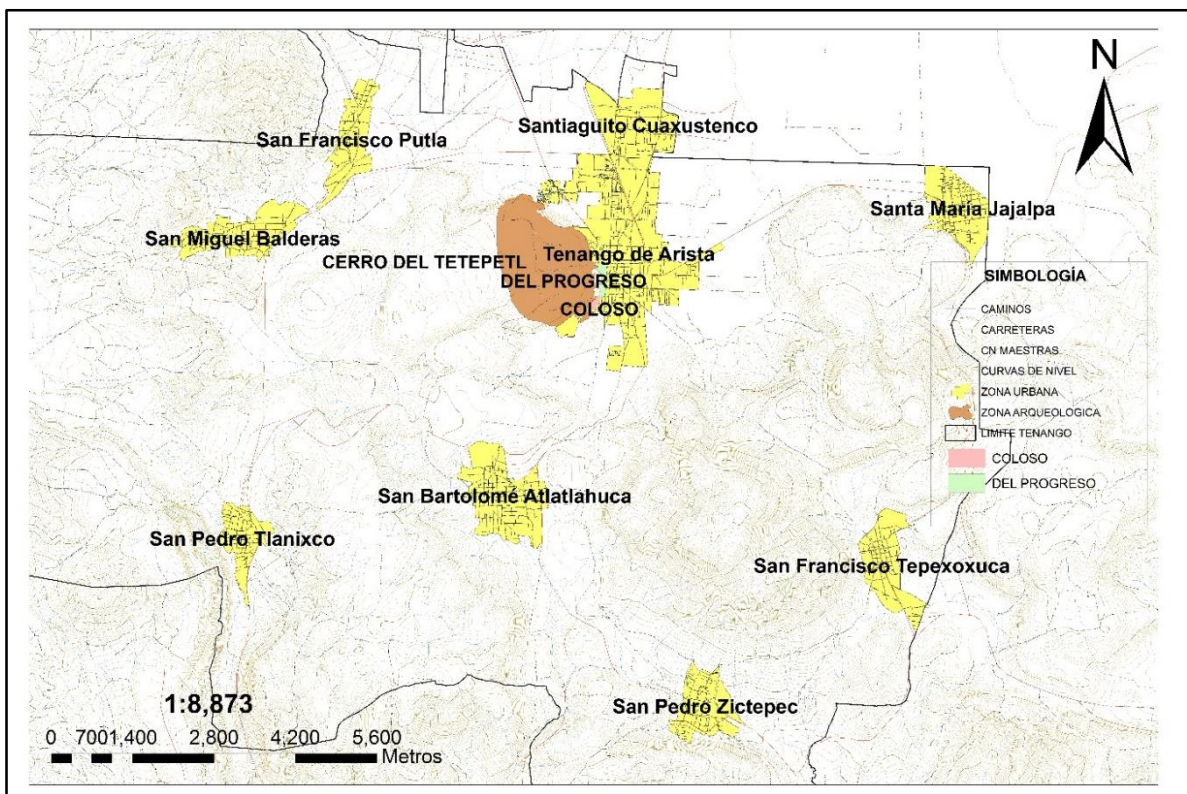 N
Santiaguito Cuaxustenco
San Francisco Putla
Santa María Jajalpa
San Miguel Balderas
Tenango de Arista
CERRO DEL TETEPETL
DEL PROGRESO
COLOSO
SIMBOLOGÍA
CAMINOS
CARRETERAS
CN MAESTRAS
CURVAS DE NIVEL
ZONA URBANA
ZONA ARQUEOLOGICA
LIMITE TENANGO
COLOSO
DEL PROGRESO
San Bartolomé Atlatlahuca
San Pedro Tlanixco
San Francisco Tepexoxuca
San Pedro Zictepec
1:8,873
0 700 1,400 2,800 4,200 5,600
Metros